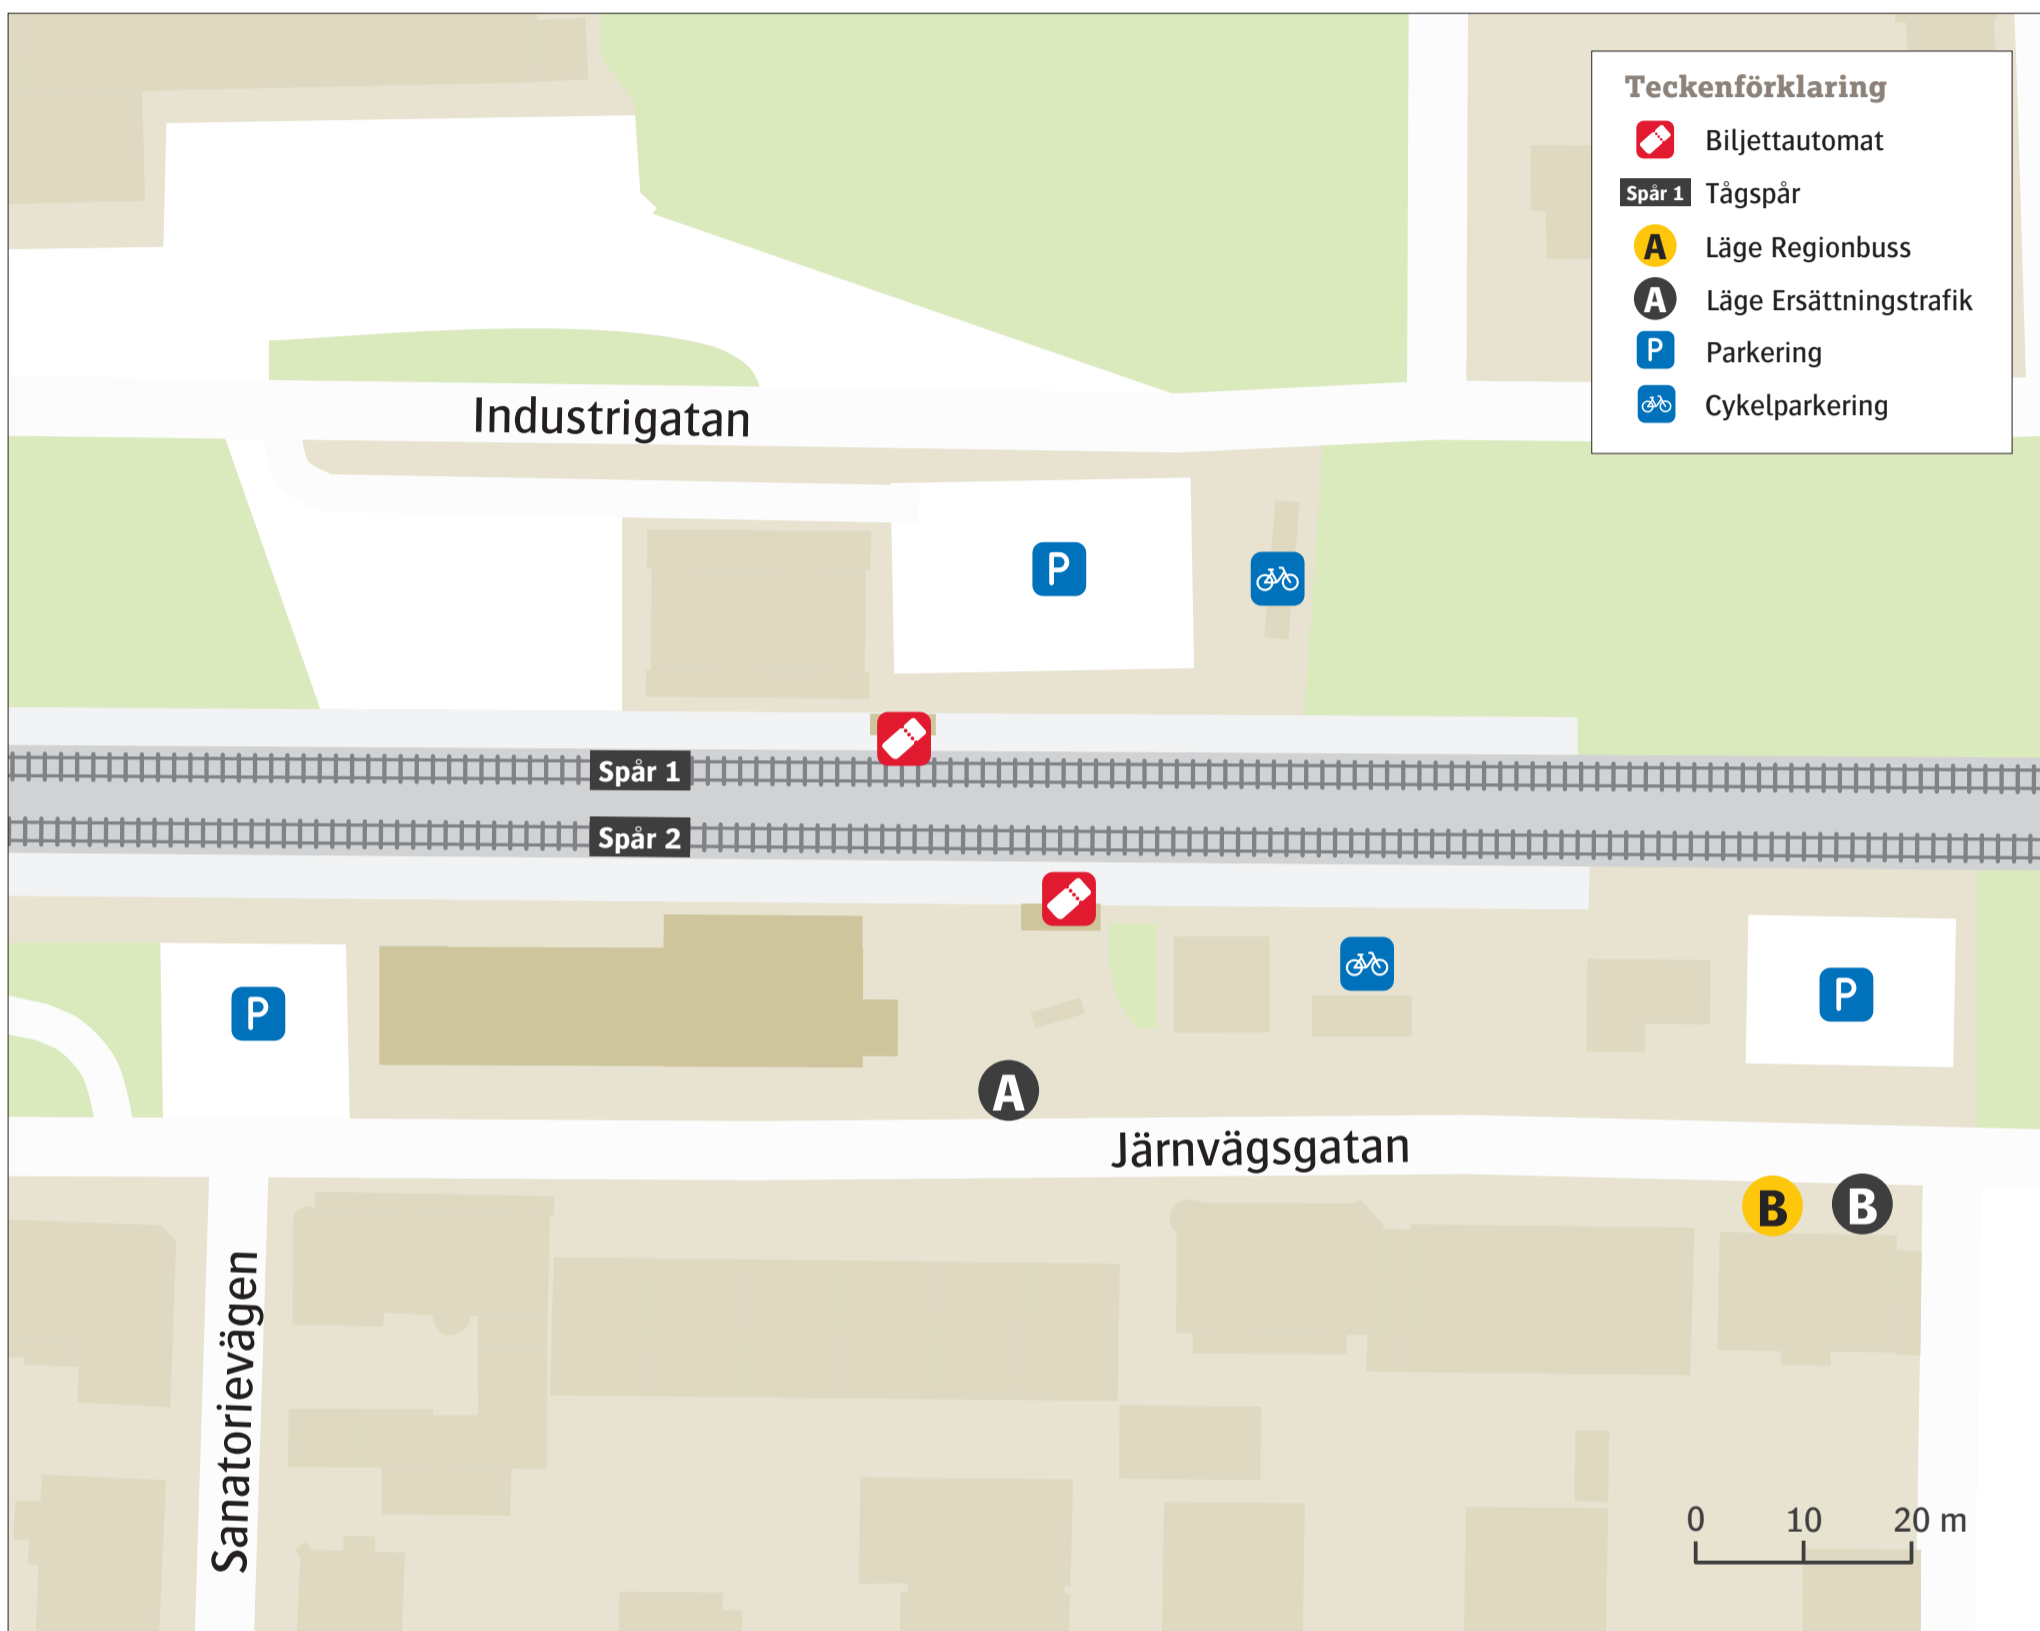 Teckenförklaring
Biljettautomat
Spår 1 Tågspår
A Läge Regionbuss
A Läge Ersättningstrafik
P Parkering
Cykelparkering
Industrigatan
P
Spår 1
Spår 2
P
P
A
Järnvägsgatan
B B
Sanatorievägen
0 10 20 m